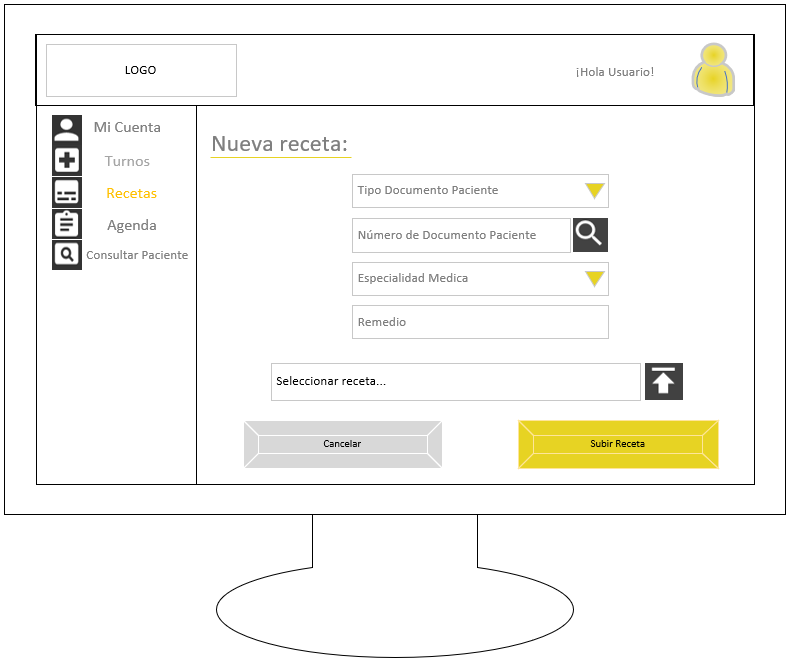 LOGO
¡Hola Usuario!
Mi Cuenta
Turnos
Recetas
Agenda
Consultar Paciente
Nueva receta:
Tipo Documento Paciente
Número de Documento Paciente
Especialidad Medica
Remedio
Seleccionar receta...
Cancelar
Subir Receta